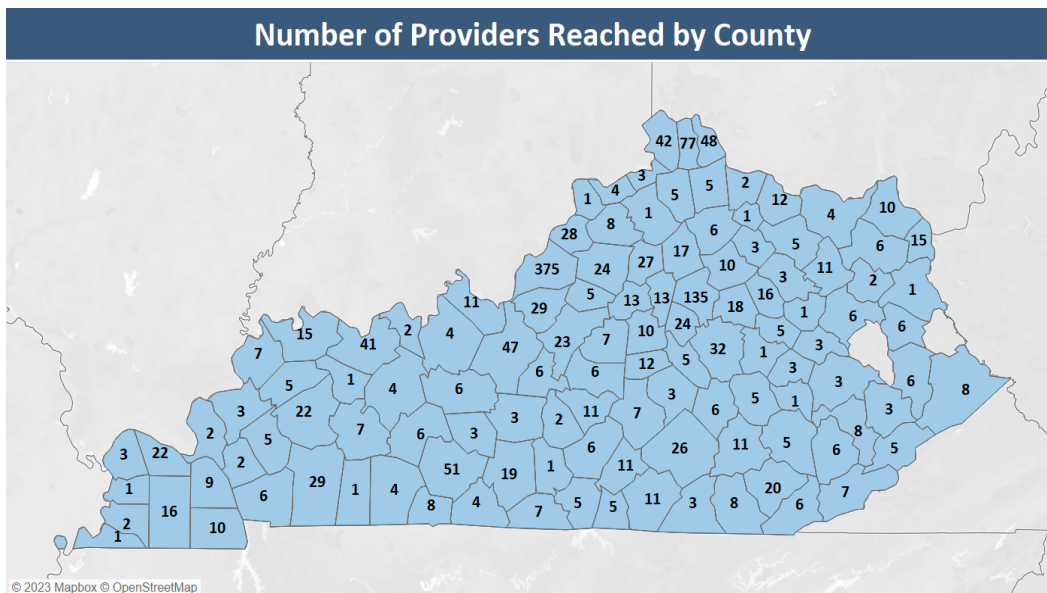 Number of Providers Reached by County
42 77 48
3
4 5 5 2
1 12
8 1 1 4 10
28 6
17 3 5 6 15
375 24 27 10 11
3 2
5 13 13 135 16 1
11 29 18 1 6
15 2 4 10 24 5 6
41 47 23 7 32 3
7 12 5 1
6 6 3 3 6
5 1 4 6 3 5 1 8
3 22 3 2 11 7 6 3
2 5 7 6 3 6 26 11 5 8
3 22 2 51 19 1 11 6 5
1 9 6 29 1 4 8 4 7 5 5 11 3 8 20 6 7
2 16 10
1
© 2023 Mapbox © OpenStreetMap